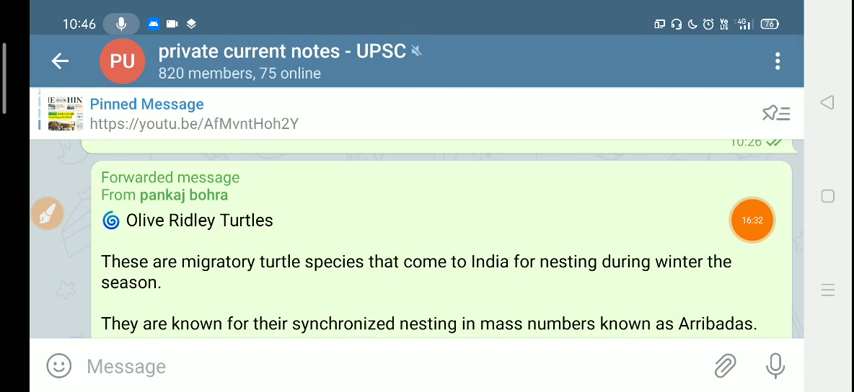 10:46
4G
76
PU
private current notes - UPSC
820 members, 75 online
Pinned Message
https://youtu.be/AfMvntHoh2Y
10:26
Forwarded message
From pankaj bohra
Olive Ridley Turtles
16:32
These are migratory turtle species that come to India for nesting during winter the
season.
They are known for their synchronized nesting in mass numbers known as Arribadas.
Message